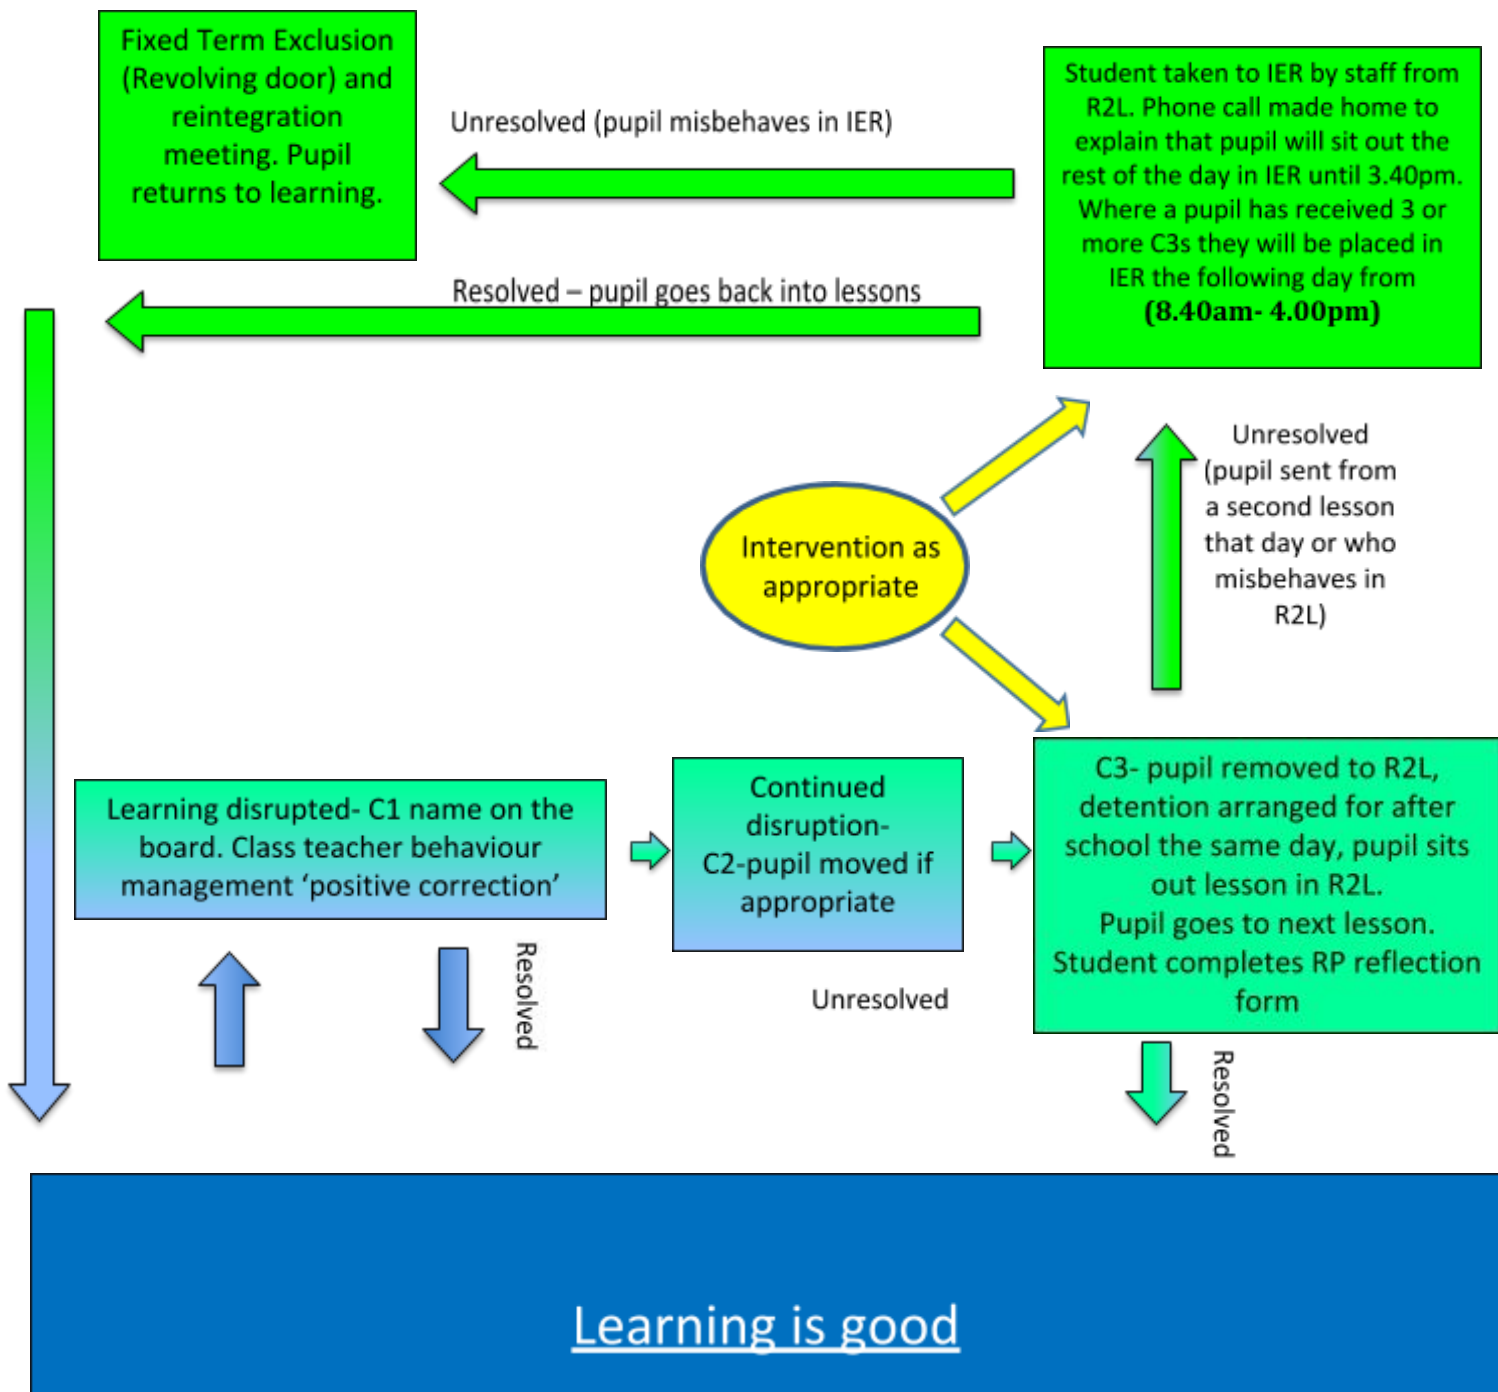 Fixed Term Exclusion
(Revolving door) and
reintegration
meeting. Pupil
returns to learning.
Unresolved (pupil misbehaves in IER)
Resolved – pupil goes back into lessons
Student taken to IER by staff from
R2L. Phone call made home to
explain that pupil will sit out the
rest of the day in IER until 3.40pm.
Where a pupil has received 3 or
more C3s they will be placed in
IER the following day from
(8.40am- 4.00pm)
Unresolved
(pupil sent from
a second lesson
that day or who
misbehaves in
R2L)
Intervention as
appropriate
Learning disrupted- C1 name on the
board. Class teacher behaviour
management ‘positive correction’
Continued
disruption-
C2-pupil moved if
appropriate
C3- pupil removed to R2L,
detention arranged for after
school the same day, pupil sits
out lesson in R2L.
Pupil goes to next lesson.
Student completes RP reflection
form
Resolved
Unresolved
Resolved
Learning is good